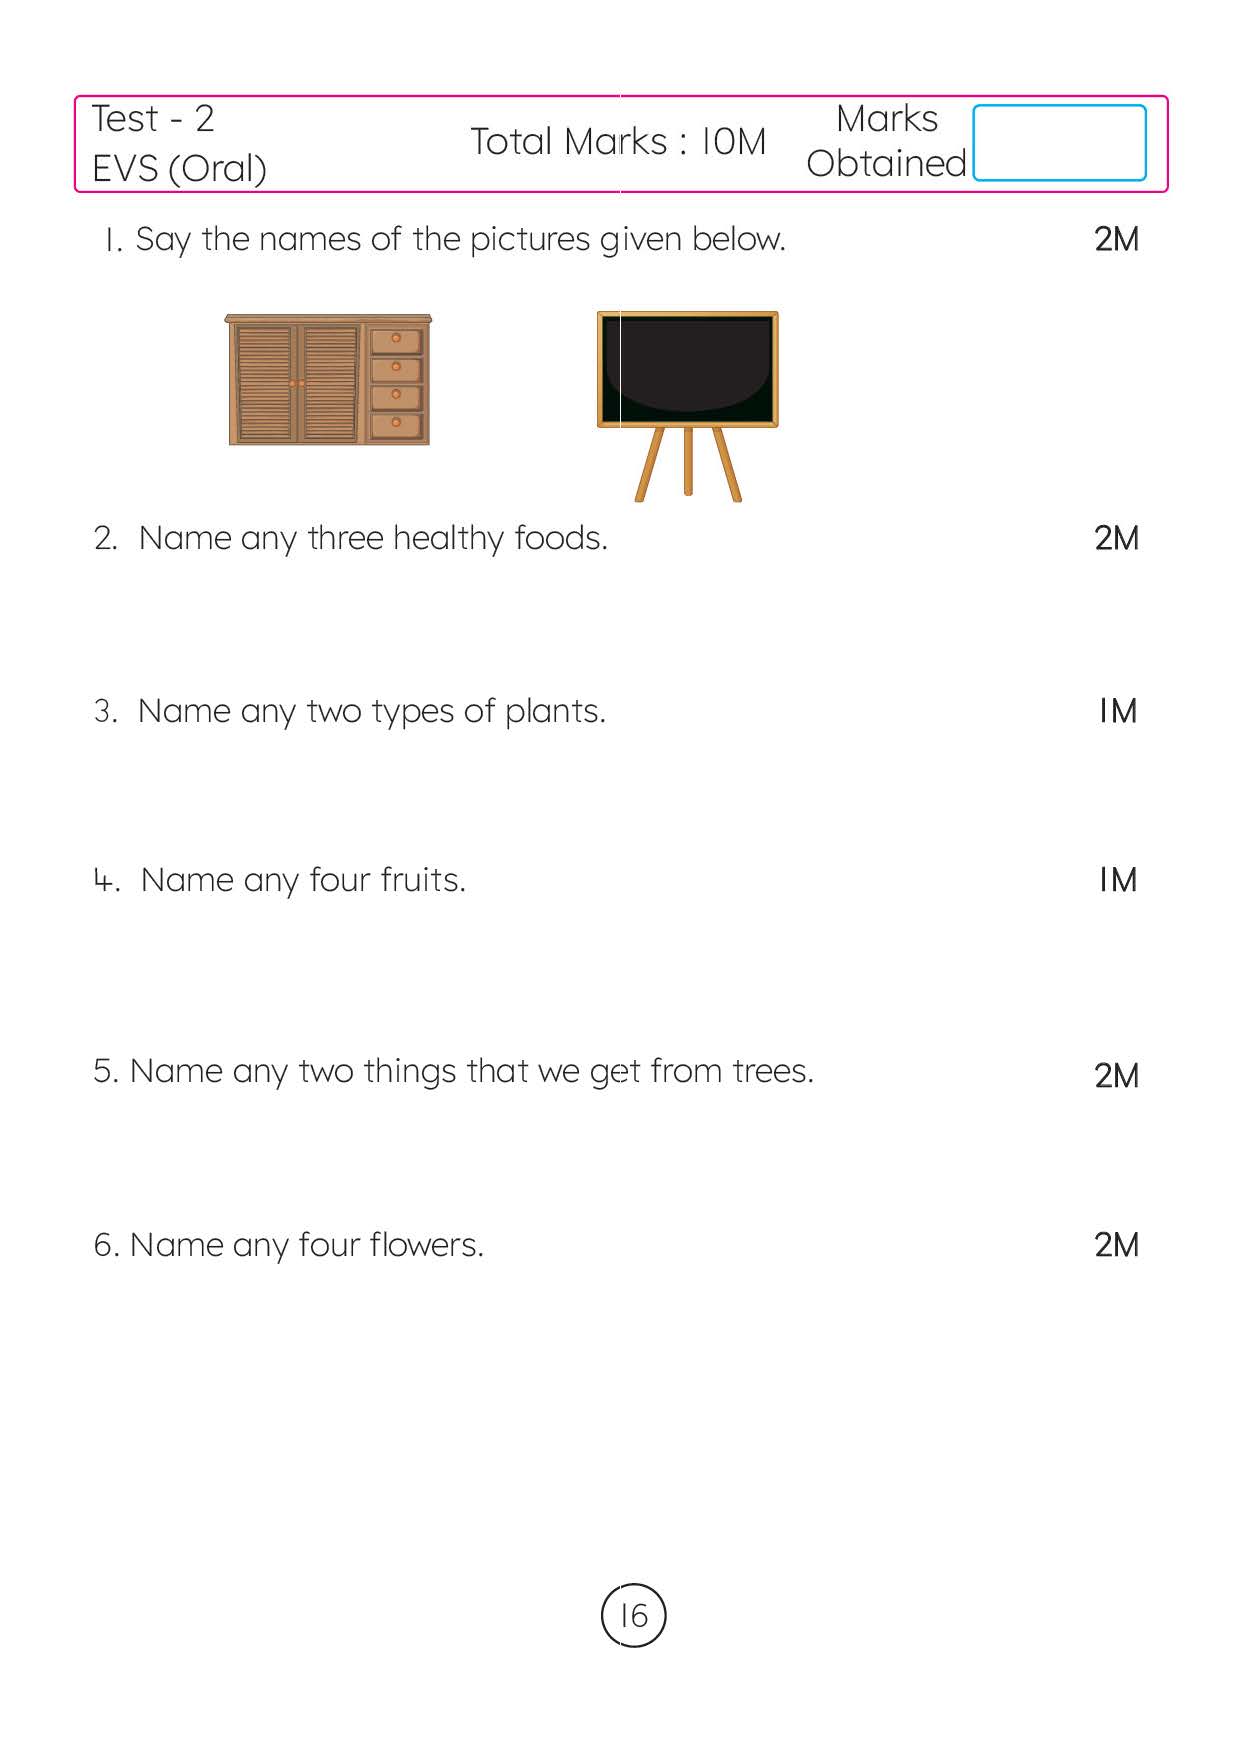 Test - 2
EVS (Oral)
Total Marks : 10M
Marks
Obtained
1. Say the names of the pictures given below. 2M
2. Name any three healthy foods. 2M
3. Name any two types of plants. 1M
4. Name any four fruits. 1M
5. Name any two things that we get from trees. 2M
6. Name any four flowers. 2M
16